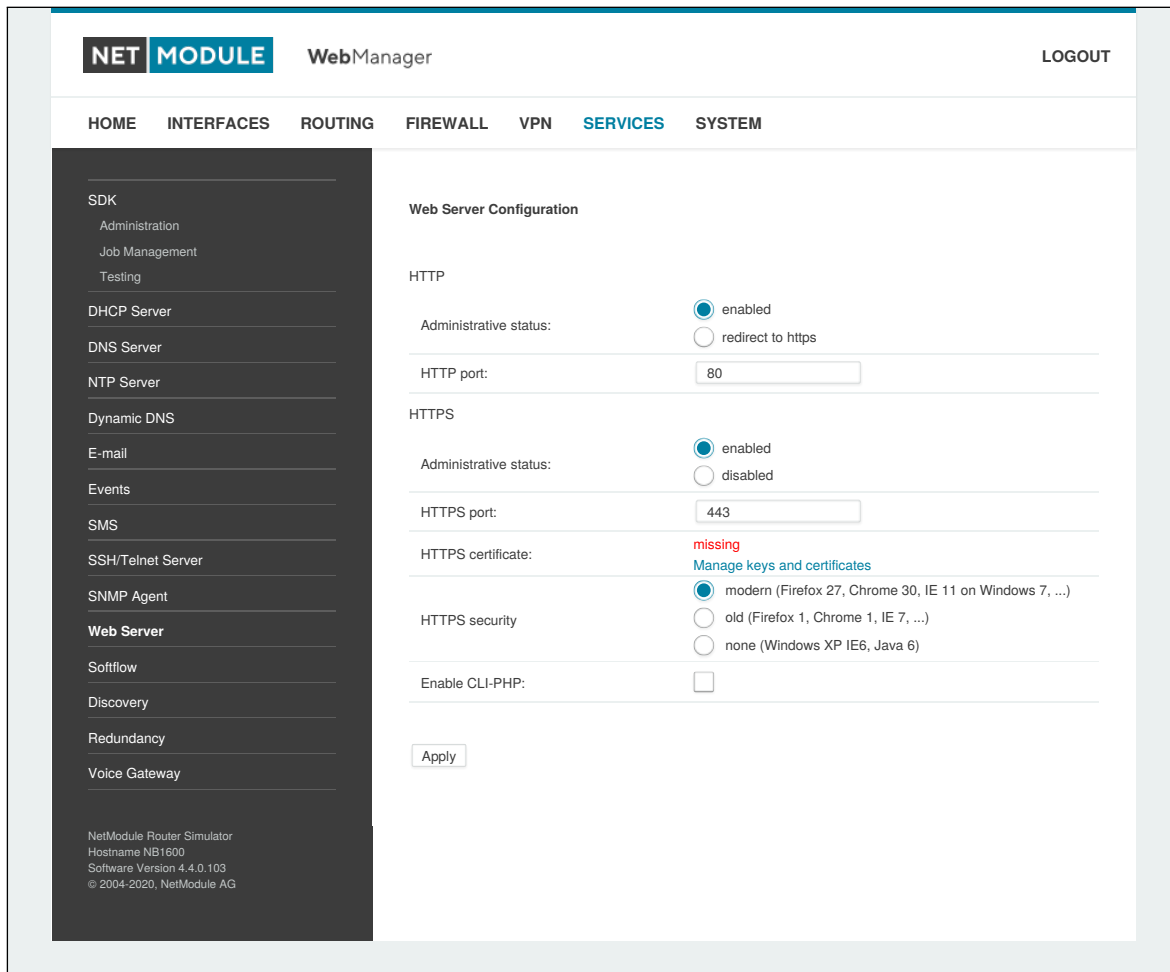 NET MODULE WebManager LOGOUT
HOME INTERFACES ROUTING FIREWALL VPN SERVICES SYSTEM
SDK
Administration
Job Management
Testing
DHCP Server
DNS Server
NTP Server
Dynamic DNS
E-mail
Events
SMS
SSH/Telnet Server
SNMP Agent
Web Server
Softflow
Discovery
Redundancy
Voice Gateway
NetModule Router Simulator
Hostname NB1600
Software Version 4.4.0.103
© 2004-2020, NetModule AG
Web Server Configuration
HTTP
Administrative status:
enabled
redirect to https
HTTP port: 80
HTTPS
Administrative status:
enabled
disabled
HTTPS port: 443
HTTPS certificate:
missing
Manage keys and certificates
HTTPS security
modern (Firefox 27, Chrome 30, IE 11 on Windows 7, ...)
old (Firefox 1, Chrome 1, IE 7, ...)
none (Windows XP IE6, Java 6)
Enable CLI-PHP:
Apply